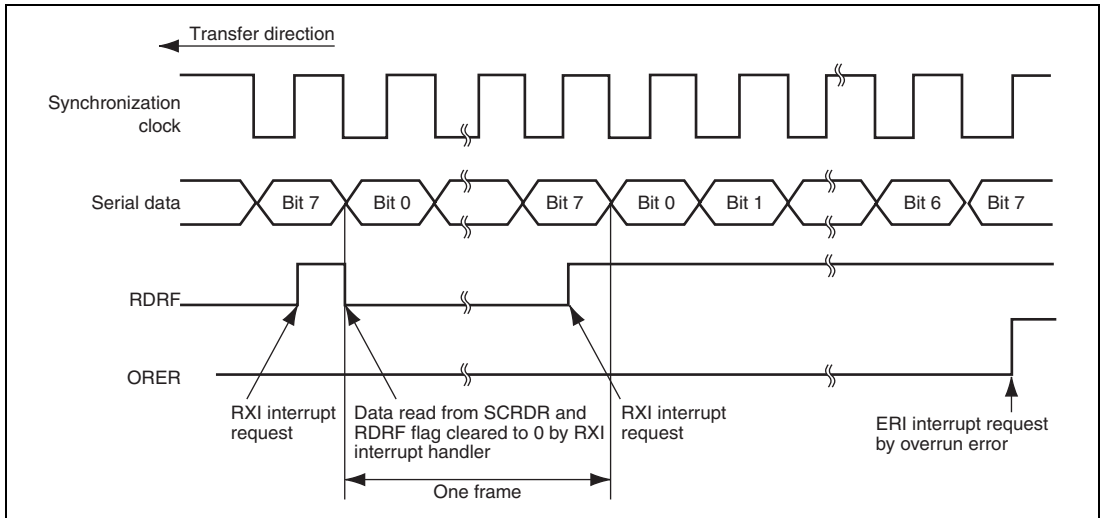 Transfer direction
Synchronization
clock
Serial data
Bit 7
Bit 0
Bit 7
Bit 0
Bit 1
Bit 6
Bit 7
RDRF
ORER
RXI interrupt
request
Data read from SCRDR and
RDRF flag cleared to 0 by RXI
interrupt handler
RXI interrupt
request
ERI interrupt request
by overrun error
One frame